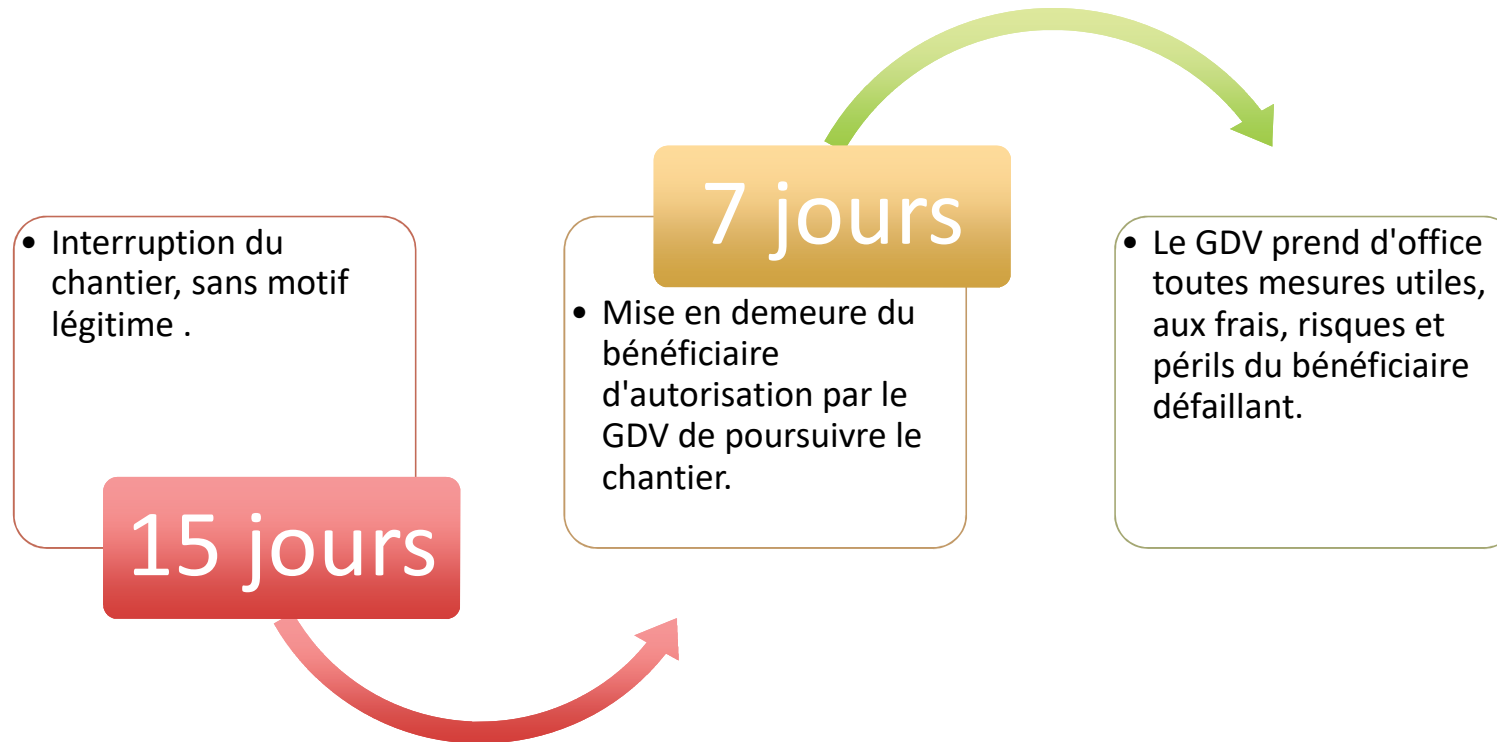 • Interruption du
chantier, sans motif
légitime .
15 jours
7 jours
• Mise en demeure du
bénéficiaire
d'autorisation par le
GDV de poursuivre le
chantier.
• Le GDV prend d'office
toutes mesures utiles,
aux frais, risques et
périls du bénéficiaire
défaillant.